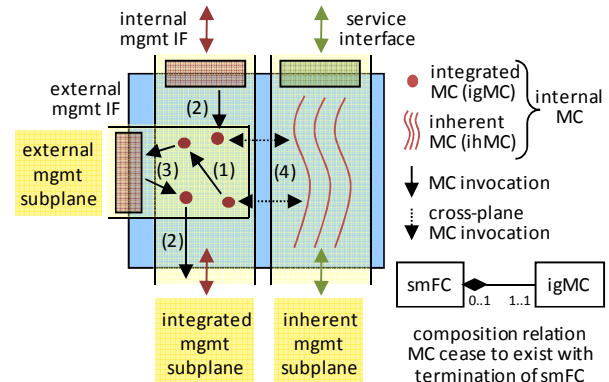 internal
mgmt IF
service
interface
external
mgmt IF
(2)
external
mgmt
subplane
(3)
(1)
(4)
(2)
integrated
mgmt
subplane
inherent
mgmt
subplane
integrated
MC (igMC)
inherent
MC (ihMC)
internal
MC
MC invocation
cross-plane
MC invocation
smFC
0..1
1..1
igMC
composition relation
MC cease to exist with
termination of smFC